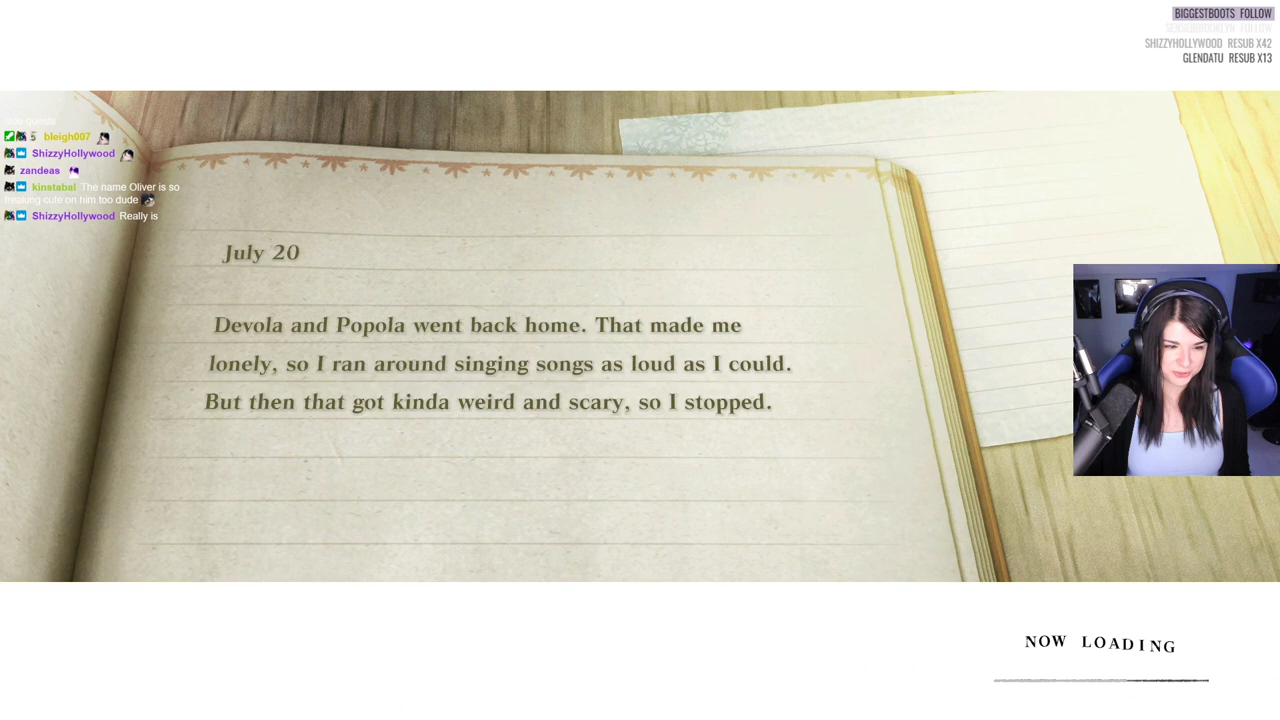 BIGGESTBOOTS FOLLOW
SHIZZYHOLLYWOOD RESUB X42
GLENDATU RESUB X13
bleigh007
ShizzyHollywood
zandeas
kinstabal The name Oliver is so
freaking cute on him too dude
ShizzyHollywood Really is
July 20
Devola and Popola went back home. That made me
lonely, so I ran around singing songs as loud as I could.
But then that got kinda weird and scary, so I stopped.
NOW LOADING